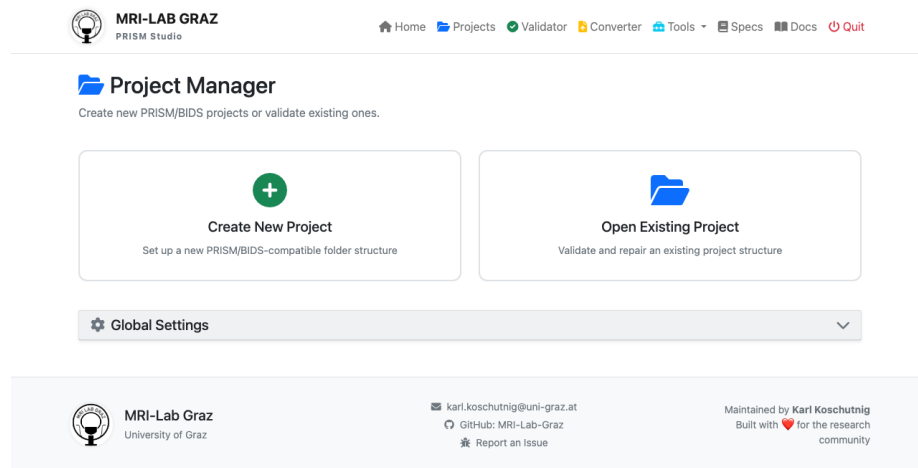 MRI-LAB GRAZ
PRISM Studio
Home Projects Validator Converter Tools Specs Docs Quit
Project Manager
Create new PRISM/BIDS projects or validate existing ones.
Create New Project
Set up a new PRISM/BIDS-compatible folder structure
Open Existing Project
Validate and repair an existing project structure
Global Settings
MRI-Lab Graz
University of Graz
karl.koschutnig@uni-graz.at
GitHub: MRI-Lab-Graz
Report an Issue
Maintained by Karl Koschutnig
Built with ❤️ for the research
community